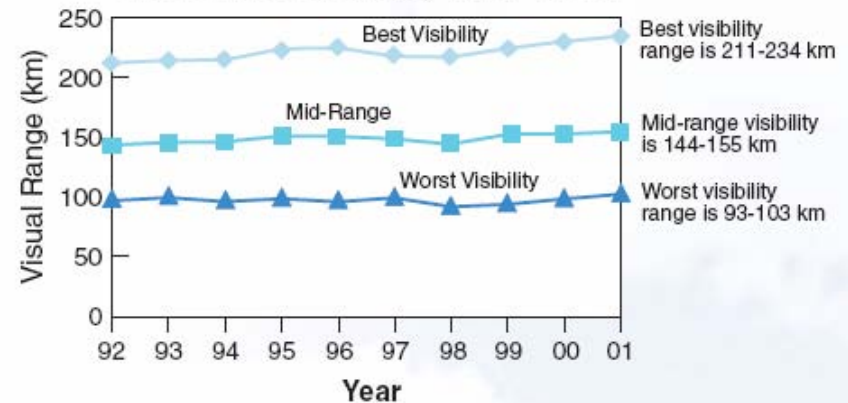 250
200
150
100
50
0
Visual Range (km)
Best Visibility
Mid-Range
Worst Visibility
Best visibility
range is 211-234 km
Mid-range visibility
is 144-155 km
Worst visibility
range is 93-103 km
92 93 94 95 96 97 98 99 00 01
Year